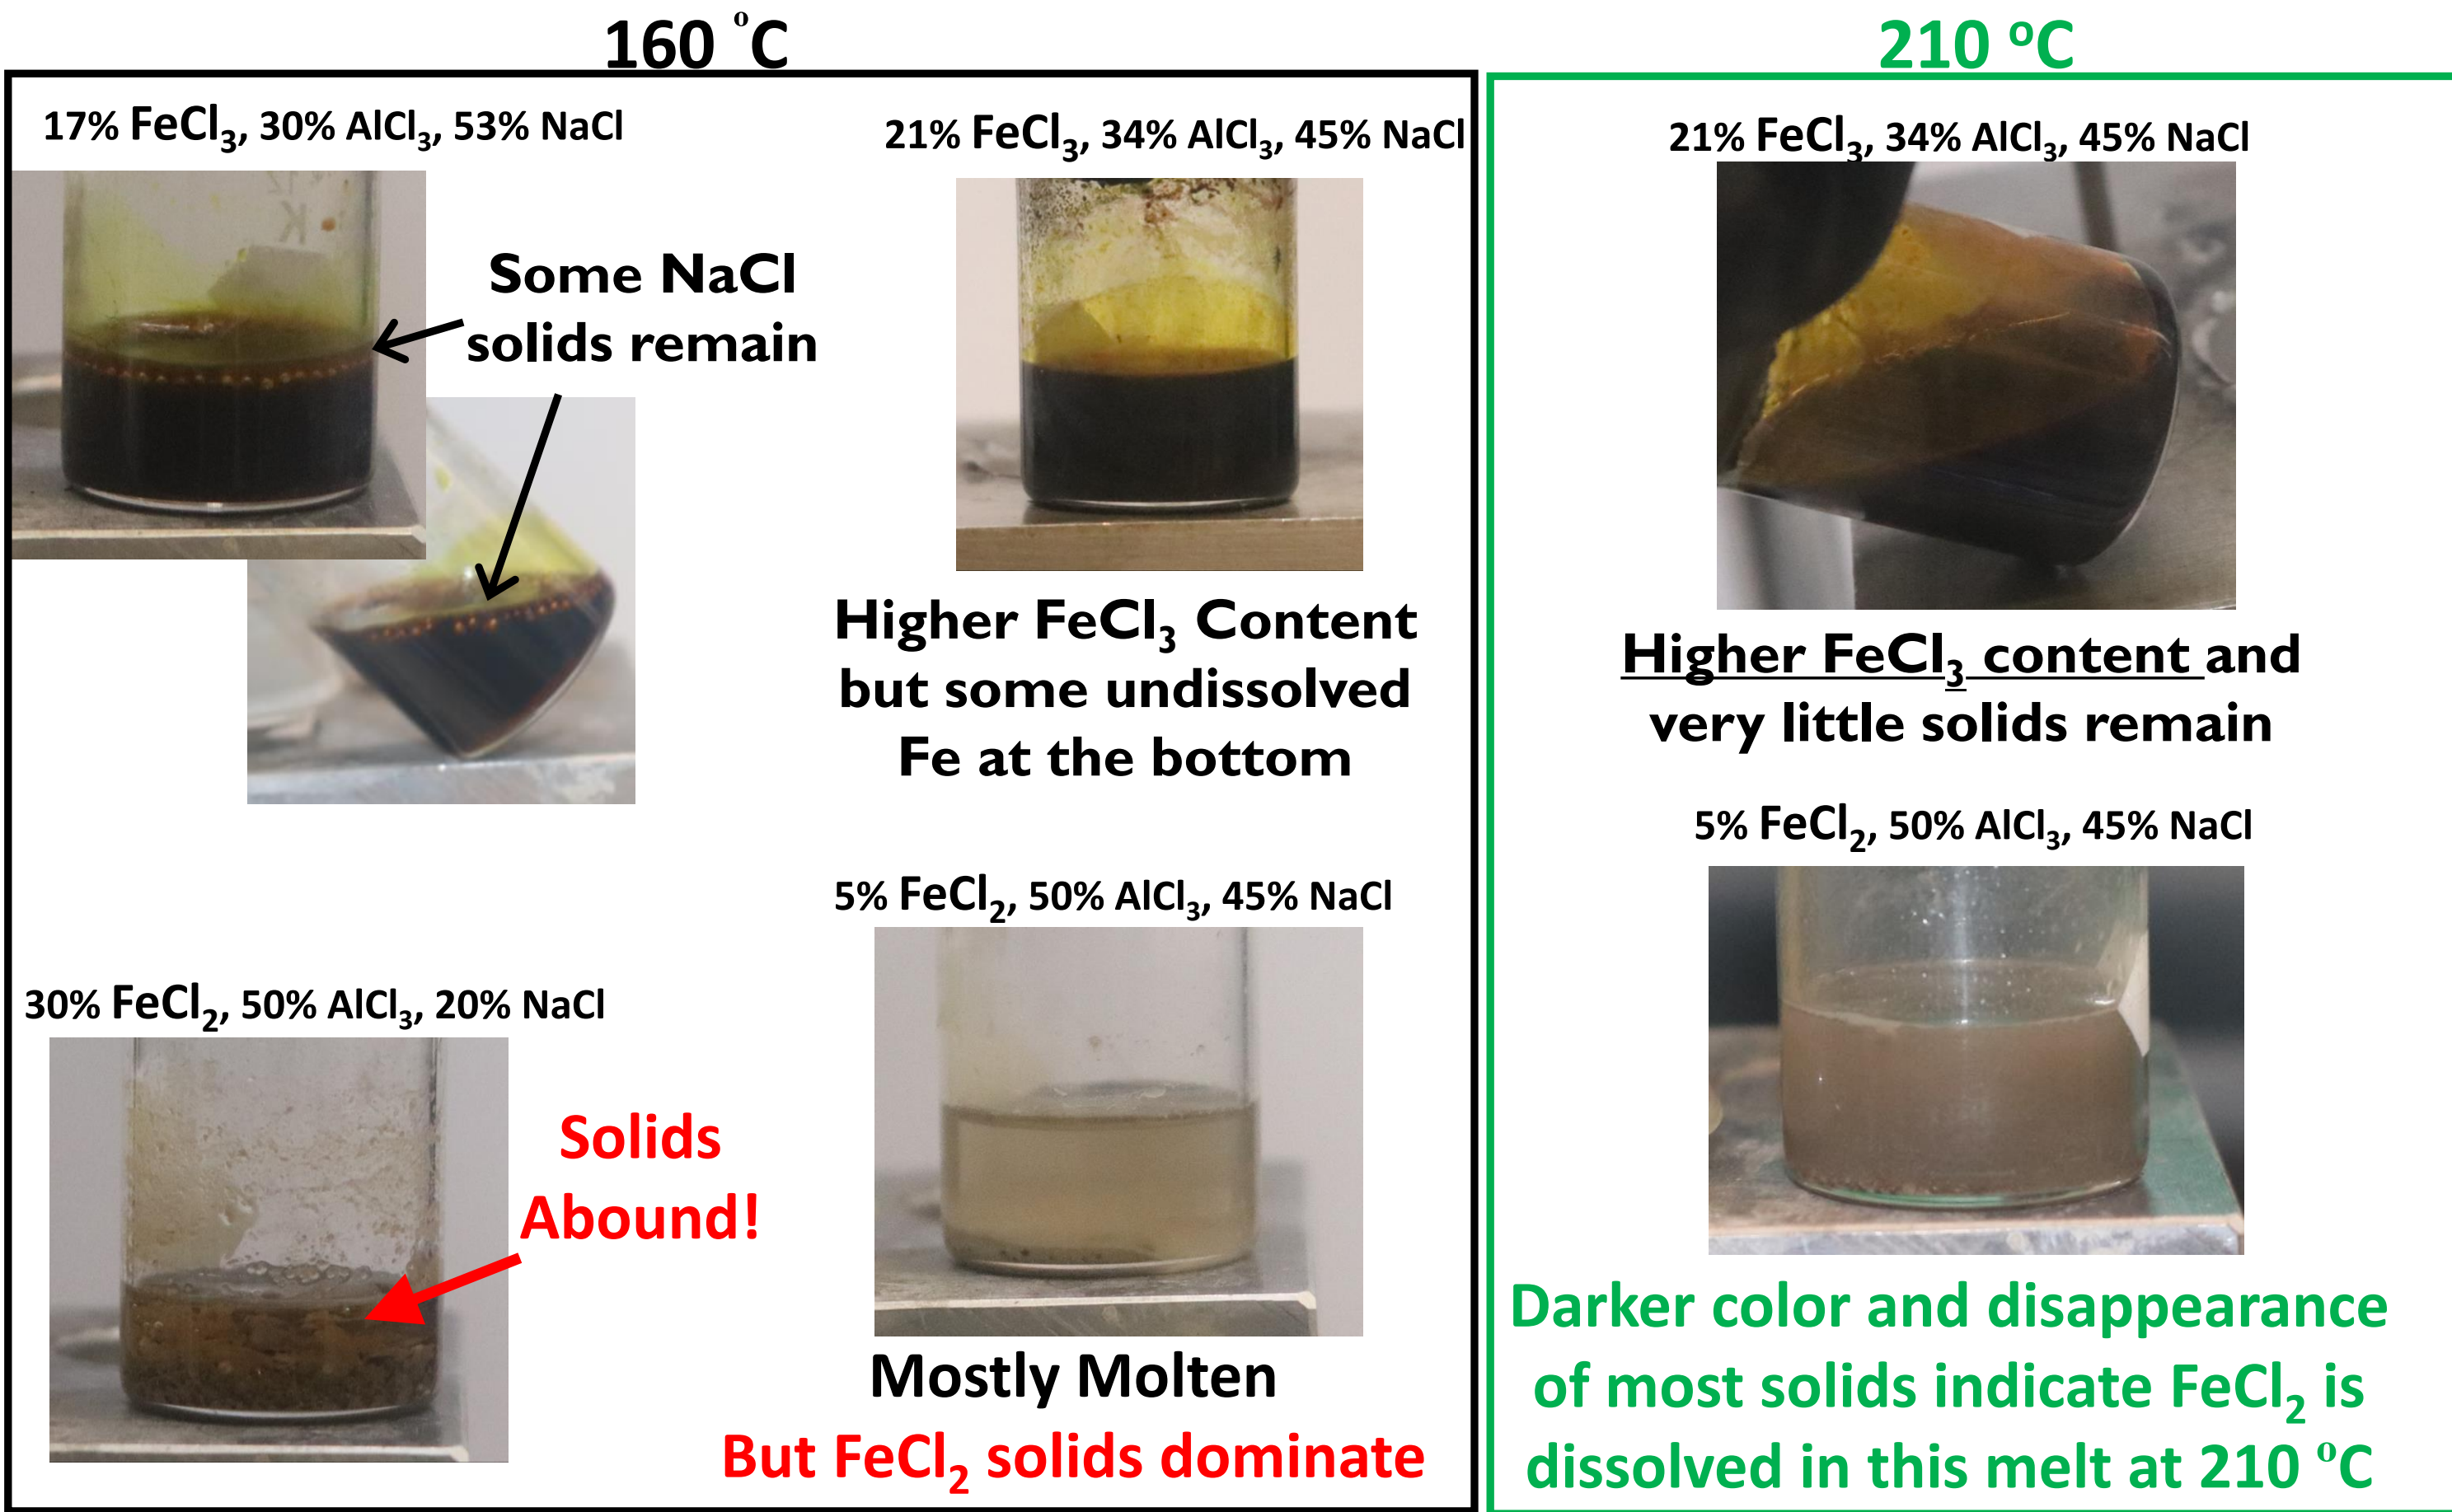 160 °C
17% FeCl₃, 30% AlCl₃, 53% NaCl
Some NaCl
solids remain
21% FeCl₃, 34% AlCl₃, 45% NaCl
Higher FeCl₃ Content
but some undissolved
Fe at the bottom
30% FeCl₂, 50% AlCl₃, 20% NaCl
Solids
Abound!
5% FeCl₂, 50% AlCl₃, 45% NaCl
Mostly Molten
But FeCl₂ solids dominate
210 °C
21% FeCl₃, 34% AlCl₃, 45% NaCl
Higher FeCl₃ content and
very little solids remain
5% FeCl₂, 50% AlCl₃, 45% NaCl
Darker color and disappearance
of most solids indicate FeCl₂ is
dissolved in this melt at 210 °C